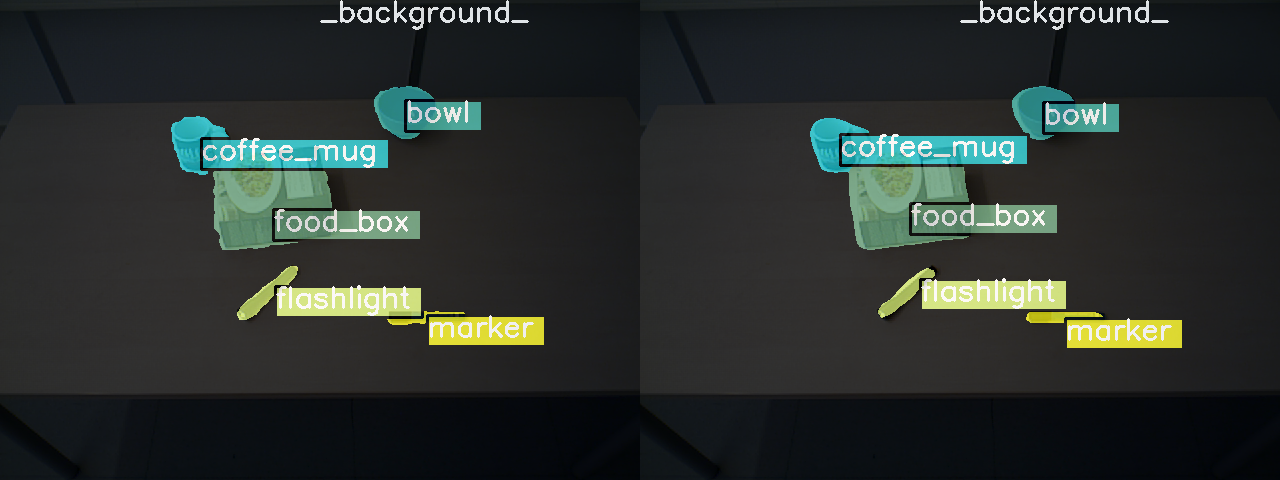 _background_
_background_
bowl
bowl
coffee_mug
coffee_mug
food_box
food_box
flashlight
flashlight
marker
marker